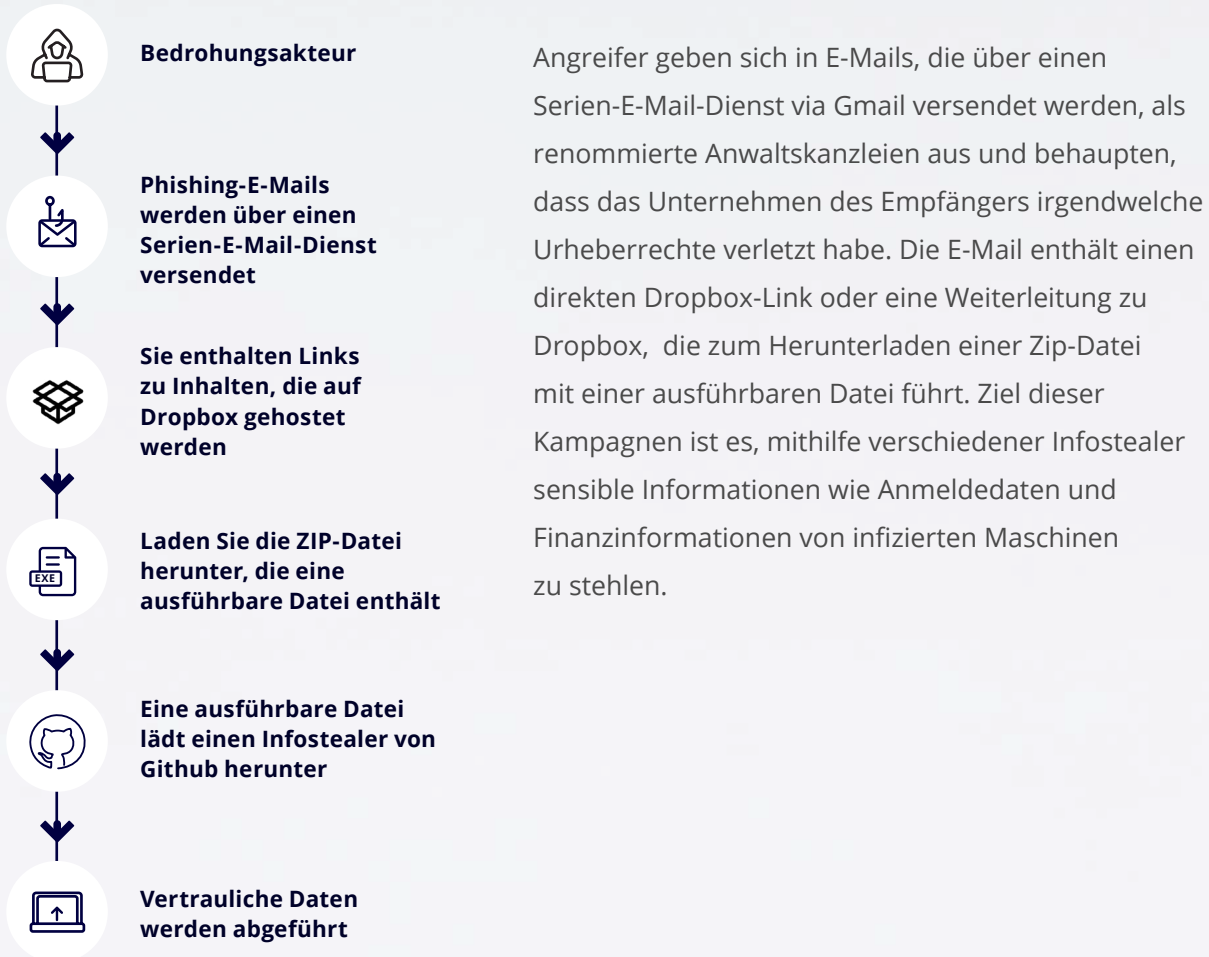 Bedrohungsakteur
Phishing-E-Mails
werden über einen
Serien-E-Mail-Dienst
versendet
Sie enthalten Links
zu Inhalten, die auf
Dropbox gehostet
werden
EXE
Laden Sie die ZIP-Datei
herunter, die eine
ausführbare Datei enthält
Eine ausführbare Datei
lädt einen Infostealer von
Github herunter
Vertrauliche Daten
werden abgeführt
Angreifer geben sich in E-Mails, die über einen
Serien-E-Mail-Dienst via Gmail versendet werden, als
renommierte Anwaltskanzleien aus und behaupten,
dass das Unternehmen des Empfängers irgendwelche
Urheberrechte verletzt habe. Die E-Mail enthält einen
direkten Dropbox-Link oder eine Weiterleitung zu
Dropbox,  die zum Herunterladen einer Zip-Datei
mit einer ausführbaren Datei führt. Ziel dieser
Kampagnen ist es, mithilfe verschiedener Infostealer
sensible Informationen wie Anmeldedaten und
Finanzinformationen von infizierten Maschinen
zu stehlen.